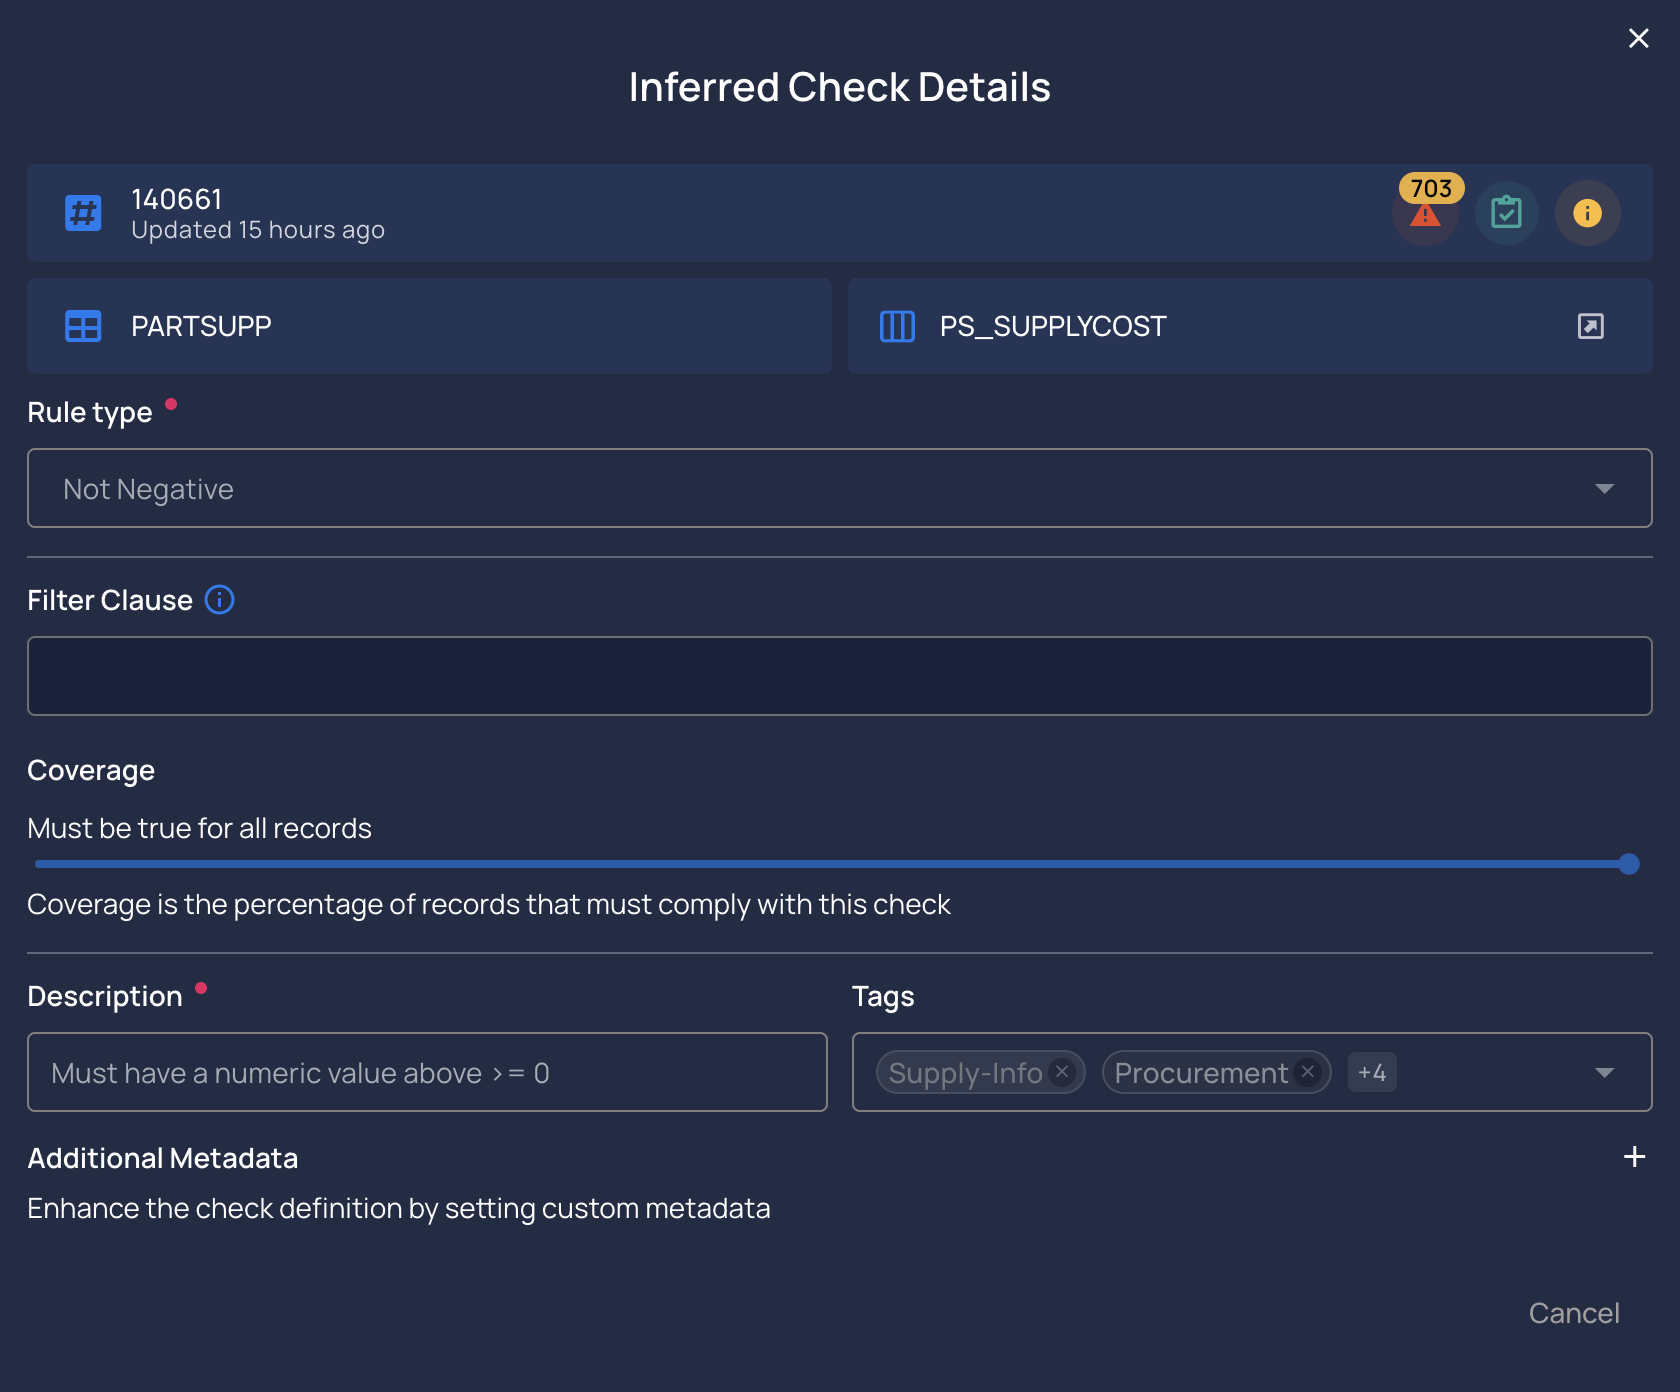 Inferred Check Details
140661
Updated 15 hours ago
703
PARTSUPP
PS_SUPPLYCOST
Rule type
Not Negative
Filter Clause
Coverage
Must be true for all records
Coverage is the percentage of records that must comply with this check
Description
Tags
Must have a numeric value above >= 0
Supply-Info
Procurement
+4
Additional Metadata
Enhance the check definition by setting custom metadata
Cancel